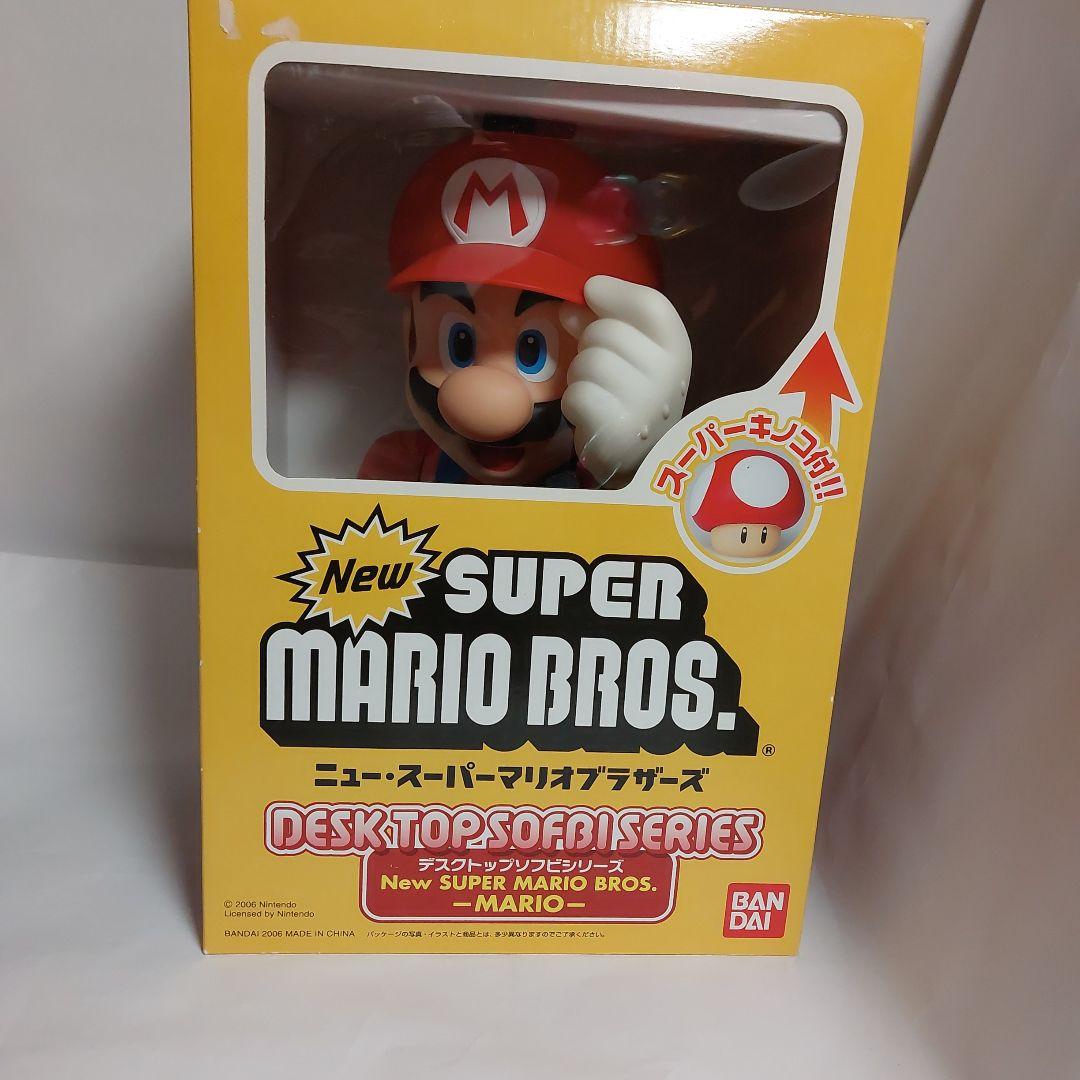 M
スーパーキノコ付!!
New SUPER
MARIO BROS.
®
ニュー・スーパーマリオブラザーズ
DESK TOP SOFBI SERIES
デスクトップソフビシリーズ
New SUPER MARIO BROS.
–MARIO–
© 2006 Nintendo
Licensed by Nintendo
BAN
DAI
BANDAI 2006 MADE IN CHINA パッケージの写真・イラストと商品とは、多少異なりますのでご了承ください。